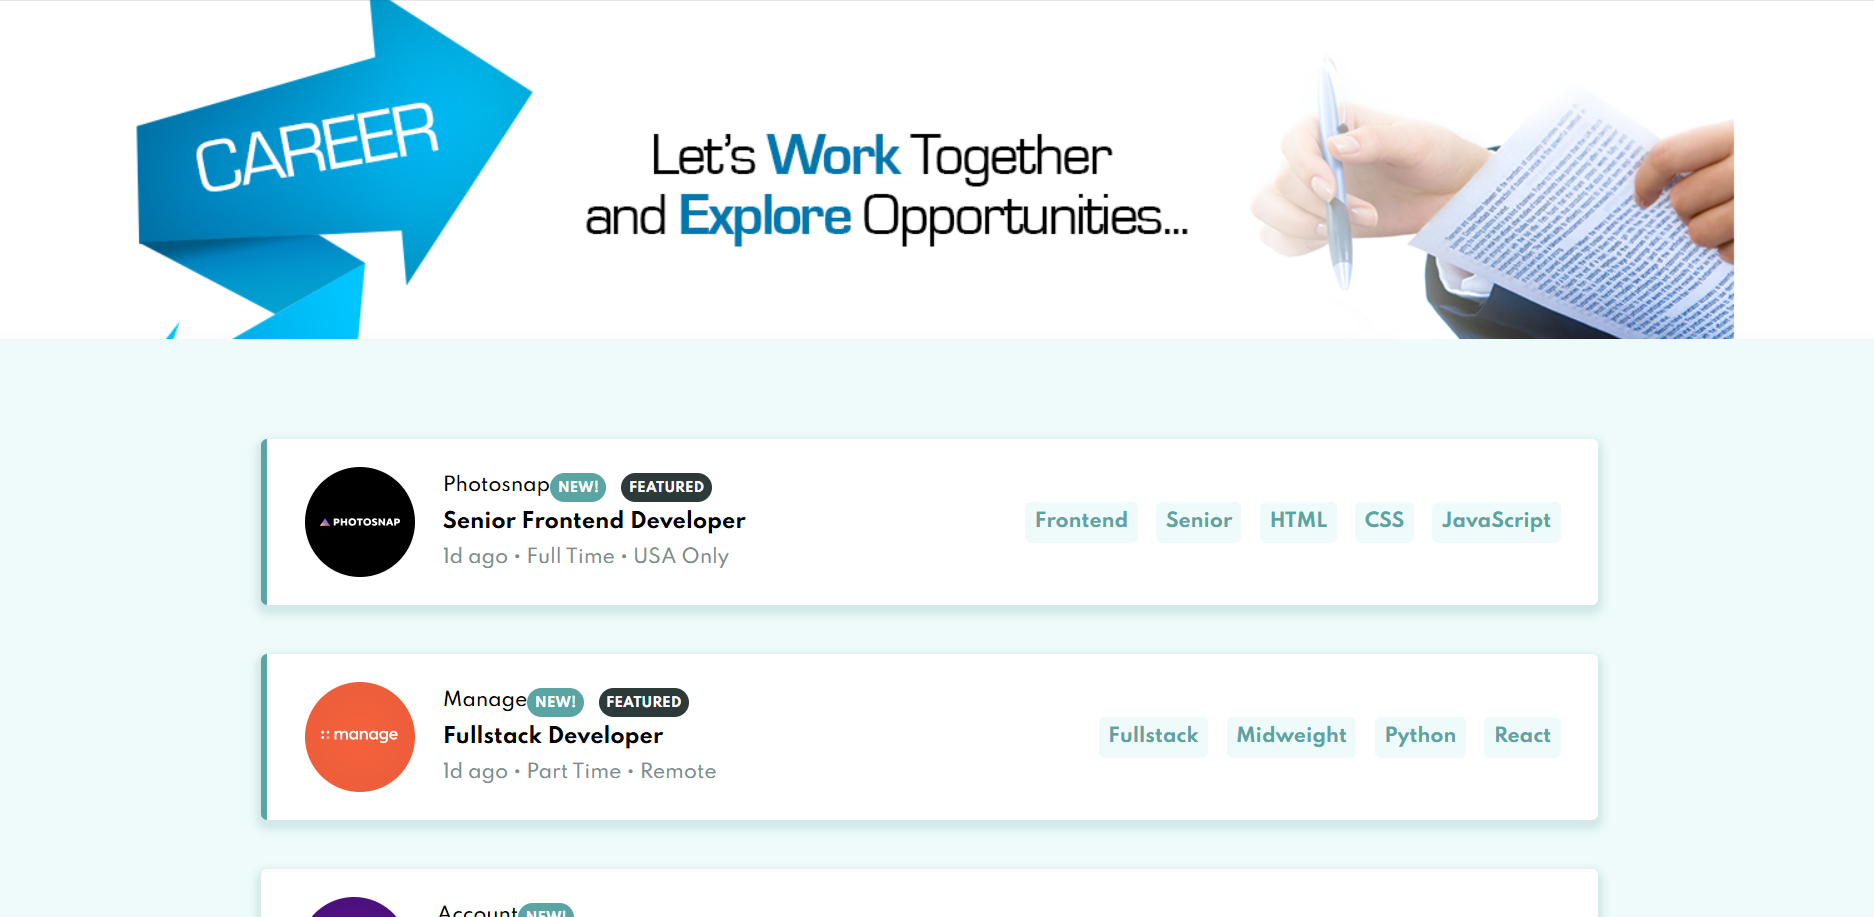 CAREER
Let's Work Together
and Explore Opportunities...
PHOTOSNAP
Photosnap NEW! FEATURED
Senior Frontend Developer
1d ago • Full Time • USA Only
Frontend Senior HTML CSS JavaScript
:: manage
Manage NEW! FEATURED
Fullstack Developer
1d ago • Part Time • Remote
Fullstack Midweight Python React
Account NEW!